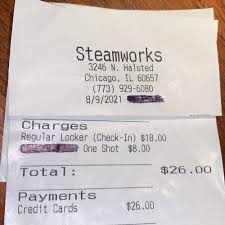 Steamworks
3246 N. Halsted
Chicago, IL 60657
(773) 929-6080
8/9/2021
Charges
Regular Locker (Check-In) $18.00
One Shot $8.00
Total: $26.00
Payments
Credit Cards $26.00